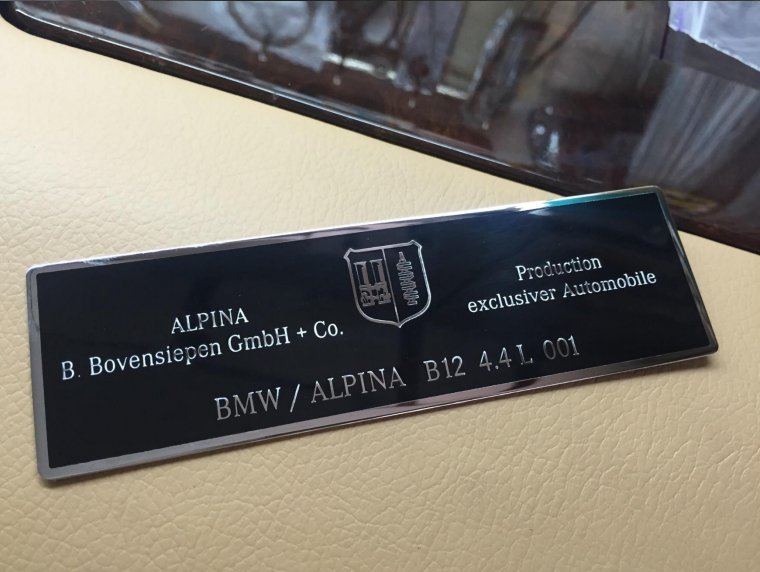 ALPINA
B. Bovensiepen GmbH + Co.
Production
exclusiver Automobile
BMW / ALPINA B12 4.4 L 001